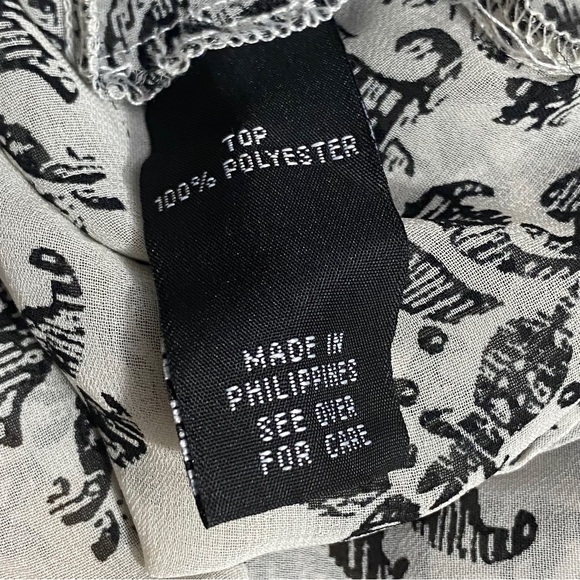 TOP
100% POLYESTER
MADE IN
PHILIPPINES
SEE OVER
FOR CARE